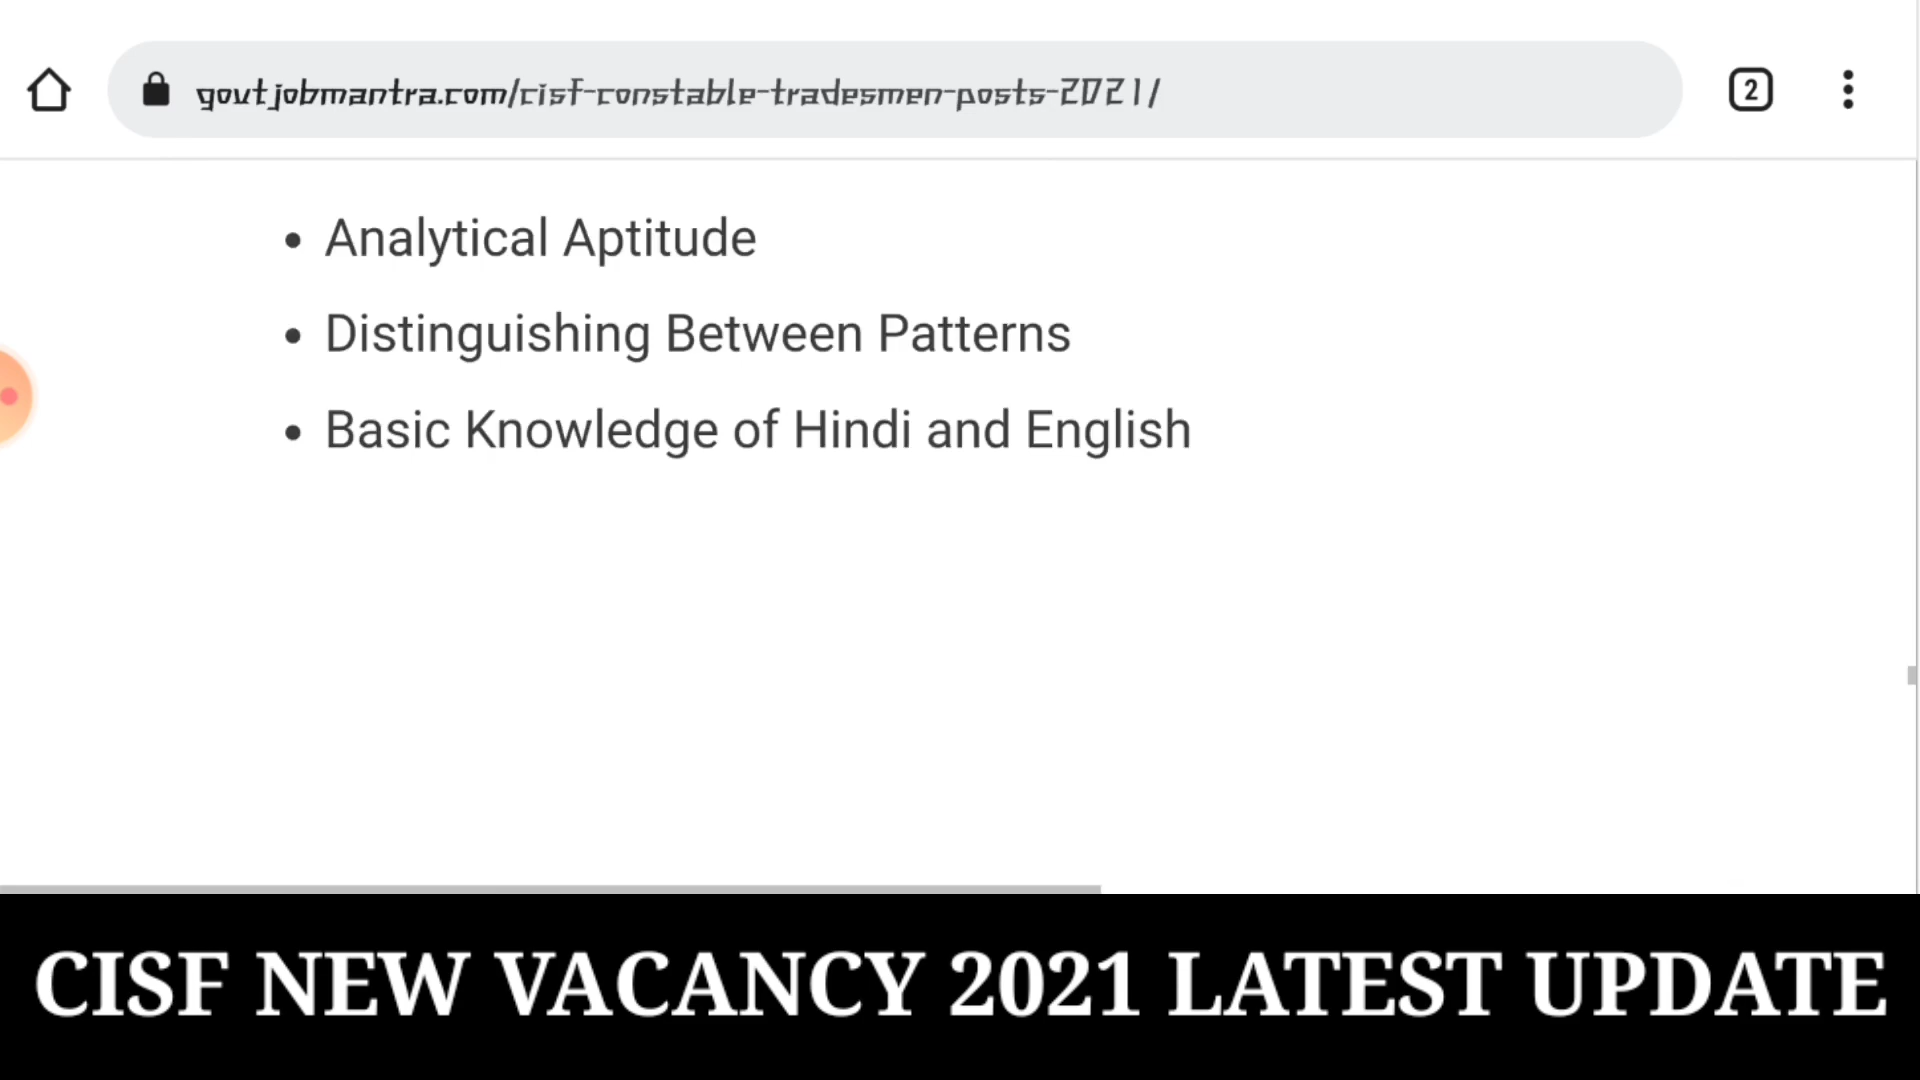 govtjobmantra.com/cisf-constable-tradesmen-posts-2021/
2
• Analytical Aptitude
• Distinguishing Between Patterns
• Basic Knowledge of Hindi and English
CISF NEW VACANCY 2021 LATEST UPDATE